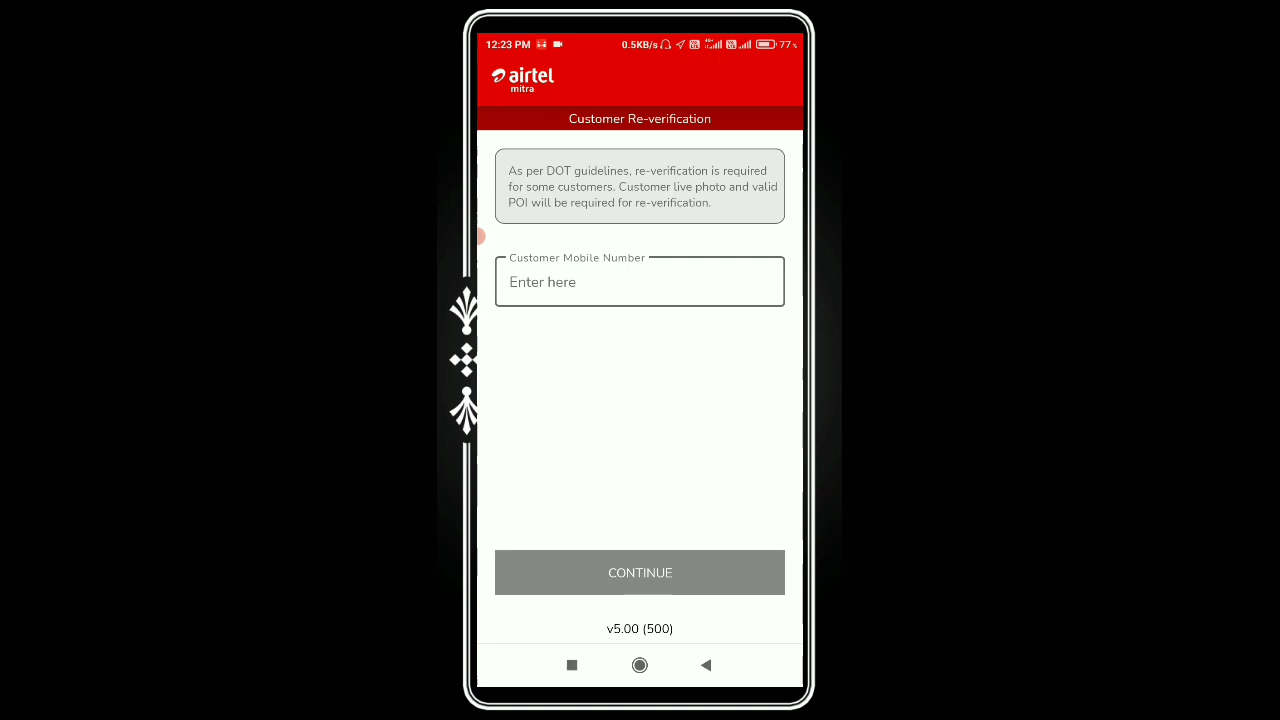 12:23 PM
0.5KB/s
4G+
77%
airtel
mitra
Customer Re-verification
As per DOT guidelines, re-verification is required
for some customers. Customer live photo and valid
POI will be required for re-verification.
Customer Mobile Number
Enter here
CONTINUE
v5.00 (500)